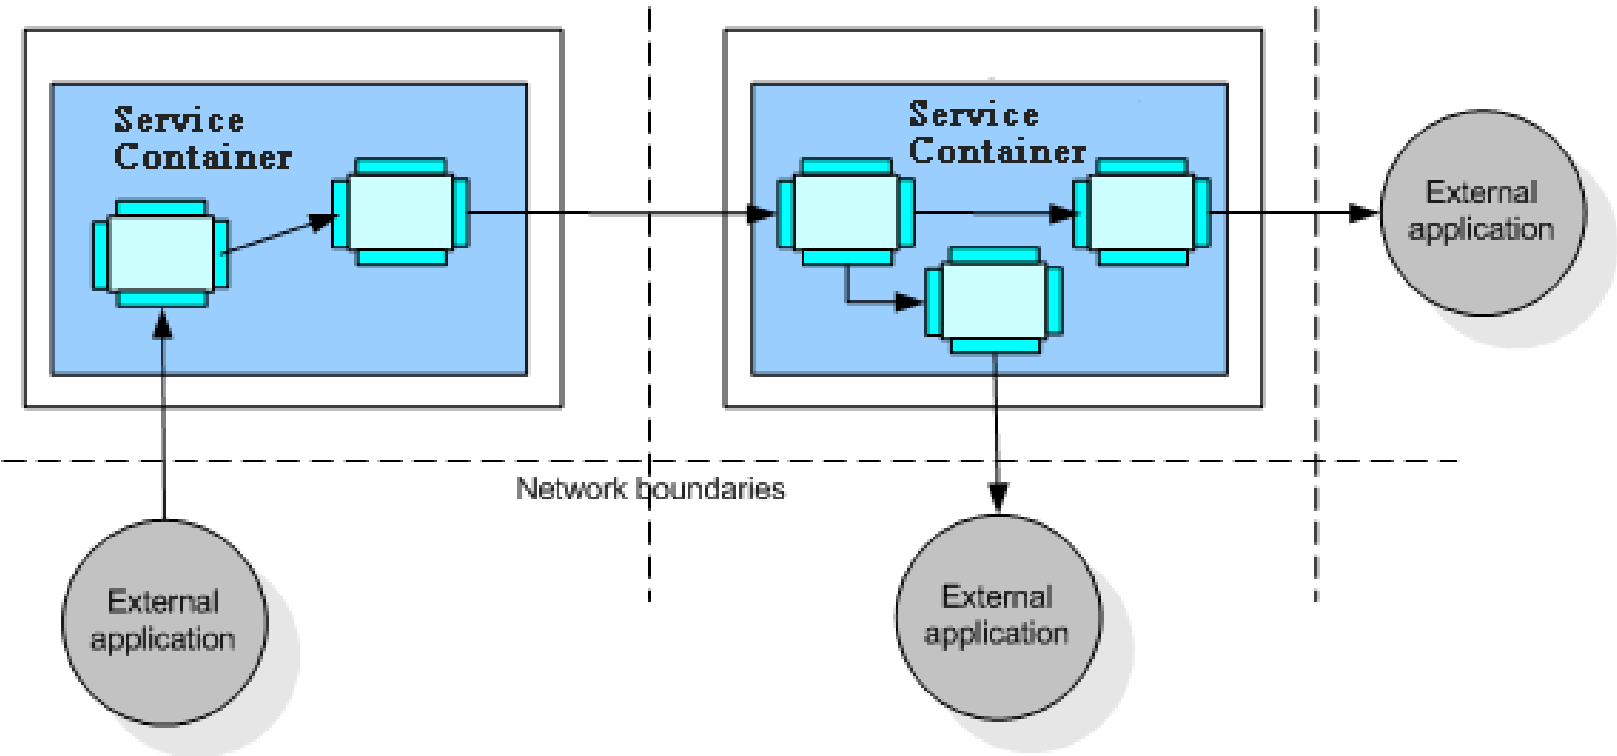 Service
Container
Service
Container
External
application
Network boundaries
External
application
External
application